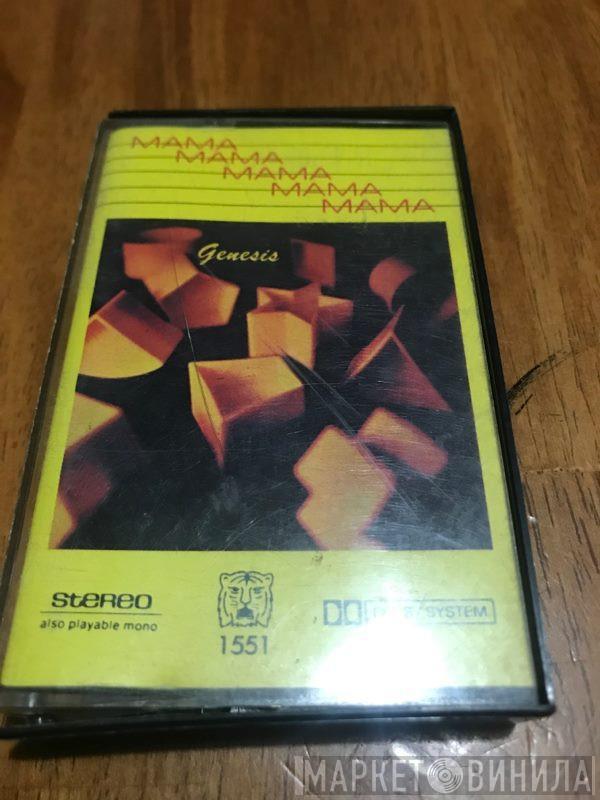 MAMA
MAMA
MAMA
MAMA
MAMA
Genesis
STEREO
also playable mono
1551
SYSTEM
МАРКЕТ ВИНИЛА